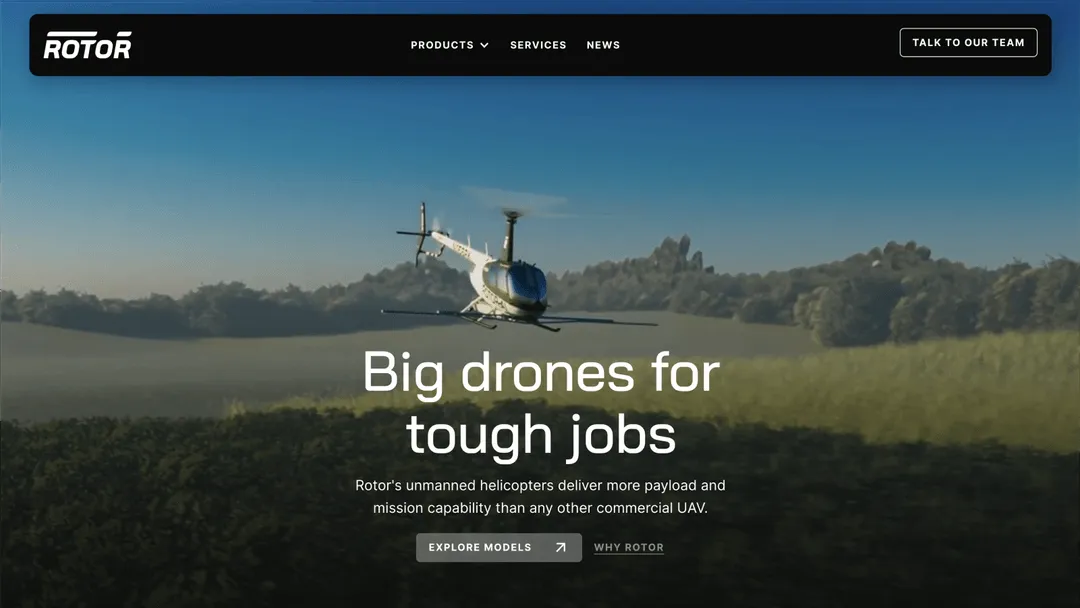 ROTOR
PRODUCTS
SERVICES
NEWS
TALK TO OUR TEAM
Big drones for
tough jobs
Rotor's unmanned helicopters deliver more payload and
mission capability than any other commercial UAV.
EXPLORE MODELS
WHY ROTOR